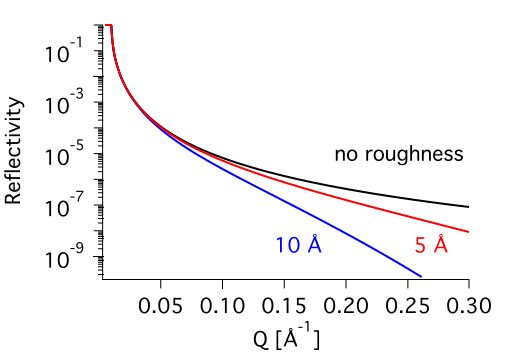 10⁻¹
10⁻³
10⁻⁵
10⁻⁷
10⁻⁹
Reflectivity
no roughness
10 Å
5 Å
0.05 0.10 0.15 0.20 0.25 0.30
Q [Å⁻¹]